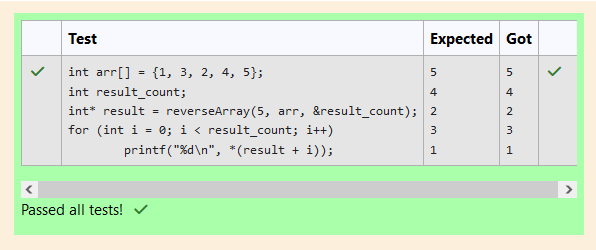 Test Expected Got
int arr[] = {1, 3, 2, 4, 5}; 5 5
int result_count; 4 4
int* result = reverseArray(5, arr, &result_count); 2 2
for (int i = 0; i < result_count; i++) 3 3
printf("%d\n", *(result + i)); 1 1
Passed all tests!